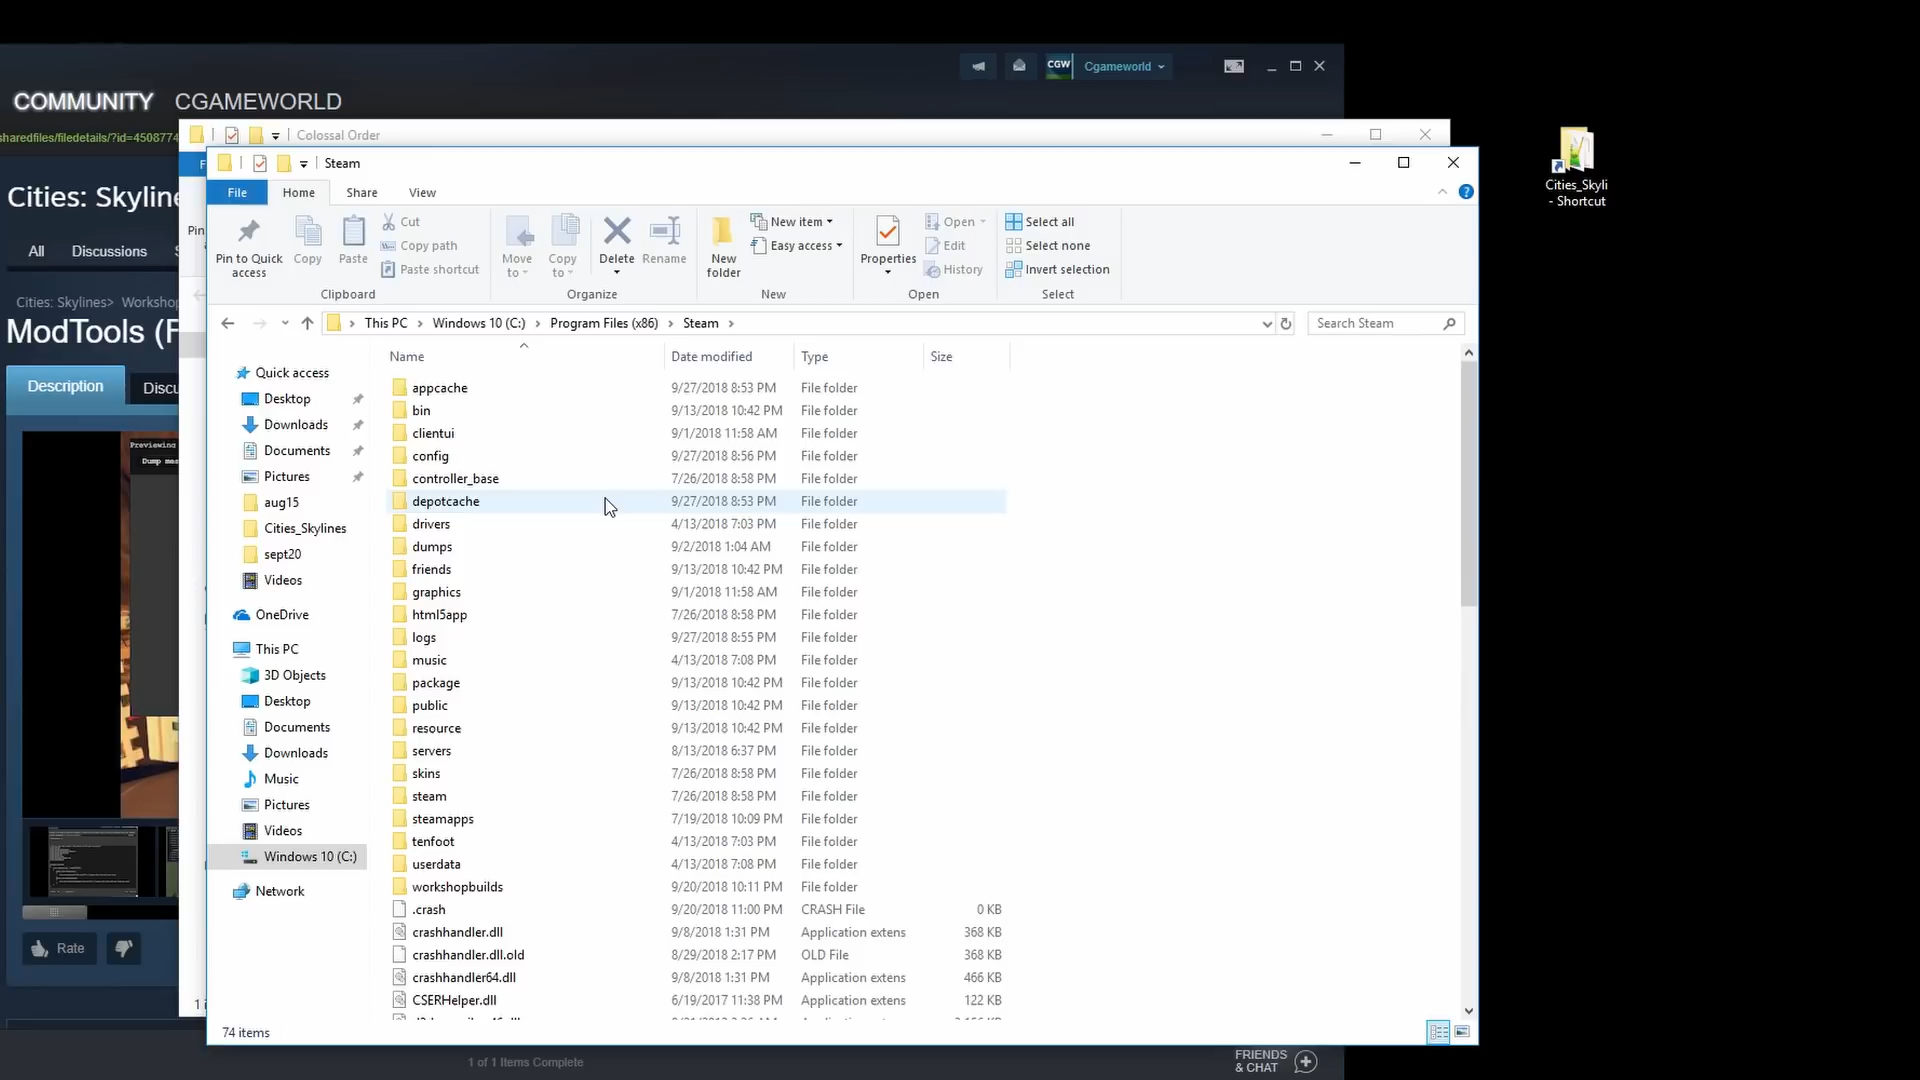 CGW Cgameworld
COMMUNITY CGAMEWORLD
sharedfiles/filedetails/?id=4508774
Colossal Order
Cities_Skyli
- Shortcut
Steam
Cities: Skyline
File Home Share View
Pin
Pin to Quick access
Copy
Paste
Cut
Copy path
Paste shortcut
Clipboard
Move to
Copy to
Delete
Rename
Organize
New folder
New item
Easy access
New
Properties
Open
Edit
History
Open
Select all
Select none
Invert selection
Select
All Discussions S
Cities: Skylines> Workshop
ModTools (F
Description Discu
This PC Windows 10 (C:) Program Files (x86) Steam
Search Steam
Quick access
Desktop
Downloads
Documents
Pictures
aug15
Cities_Skylines
sept20
Videos
OneDrive
This PC
3D Objects
Desktop
Documents
Downloads
Music
Pictures
Videos
Windows 10 (C:)
Network
Name Date modified Type Size
appcache 9/27/2018 8:53 PM File folder
bin 9/13/2018 10:42 PM File folder
clientui 9/1/2018 11:58 AM File folder
config 9/27/2018 8:56 PM File folder
controller_base 7/26/2018 8:58 PM File folder
depotcache 9/27/2018 8:53 PM File folder
drivers 4/13/2018 7:03 PM File folder
dumps 9/2/2018 1:04 AM File folder
friends 9/13/2018 10:42 PM File folder
graphics 9/1/2018 11:58 AM File folder
html5app 7/26/2018 8:58 PM File folder
logs 9/27/2018 8:55 PM File folder
music 4/13/2018 7:08 PM File folder
package 9/13/2018 10:42 PM File folder
public 9/13/2018 10:42 PM File folder
resource 9/13/2018 10:42 PM File folder
servers 8/13/2018 6:37 PM File folder
skins 7/26/2018 8:58 PM File folder
steam 7/26/2018 8:58 PM File folder
steamapps 7/19/2018 10:09 PM File folder
tenfoot 4/13/2018 7:03 PM File folder
userdata 4/13/2018 7:08 PM File folder
workshopbuilds 9/20/2018 10:11 PM File folder
.crash 9/20/2018 11:00 PM CRASH File 0 KB
crashhandler.dll 9/8/2018 1:31 PM Application extens 368 KB
crashhandler.dll.old 8/29/2018 2:17 PM OLD File 368 KB
crashhandler64.dll 9/8/2018 1:31 PM Application extens 466 KB
CSERHelper.dll 6/19/2017 11:38 PM Application extens 122 KB
74 items
Previewing
Dump mes
Rate
1 of 1 Items Complete
FRIENDS
& CHAT